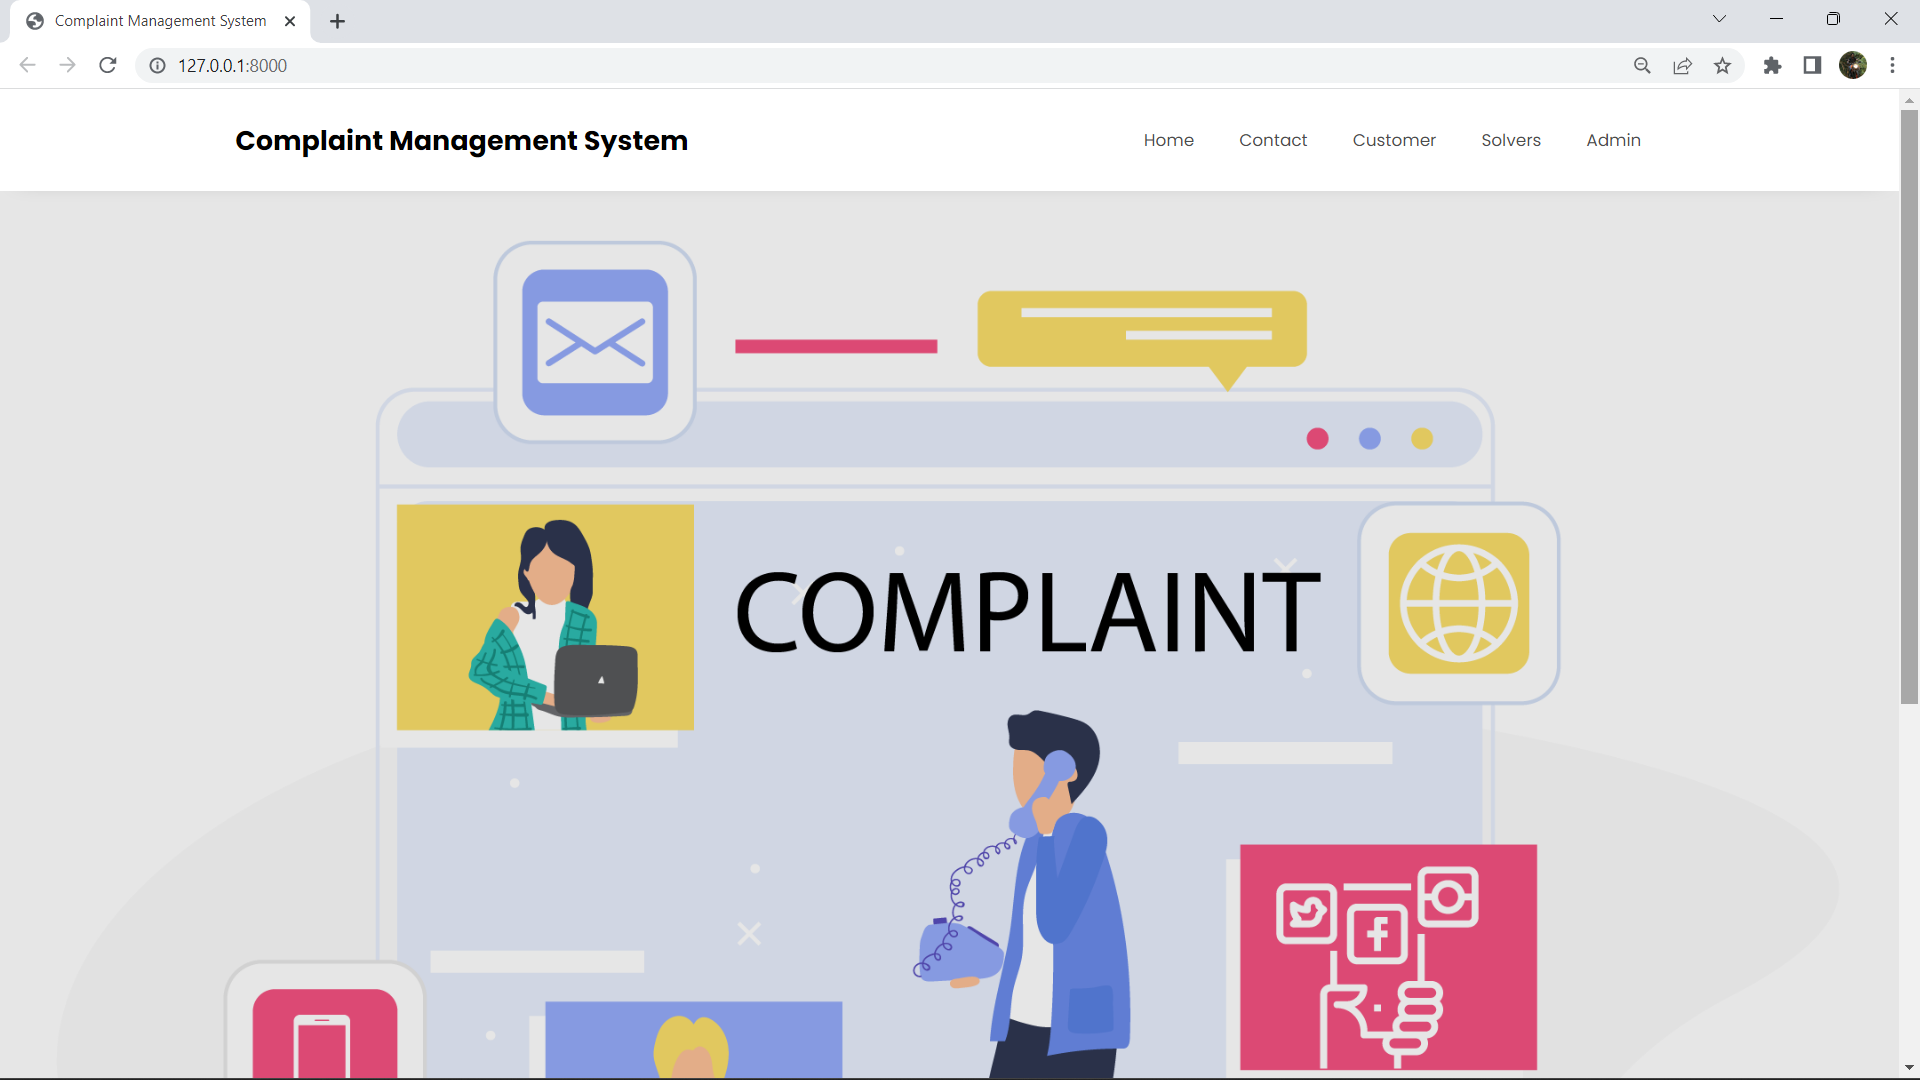 Complaint Management System
127.0.0.1:8000
Complaint Management System
Home Contact Customer Solvers Admin
COMPLAINT